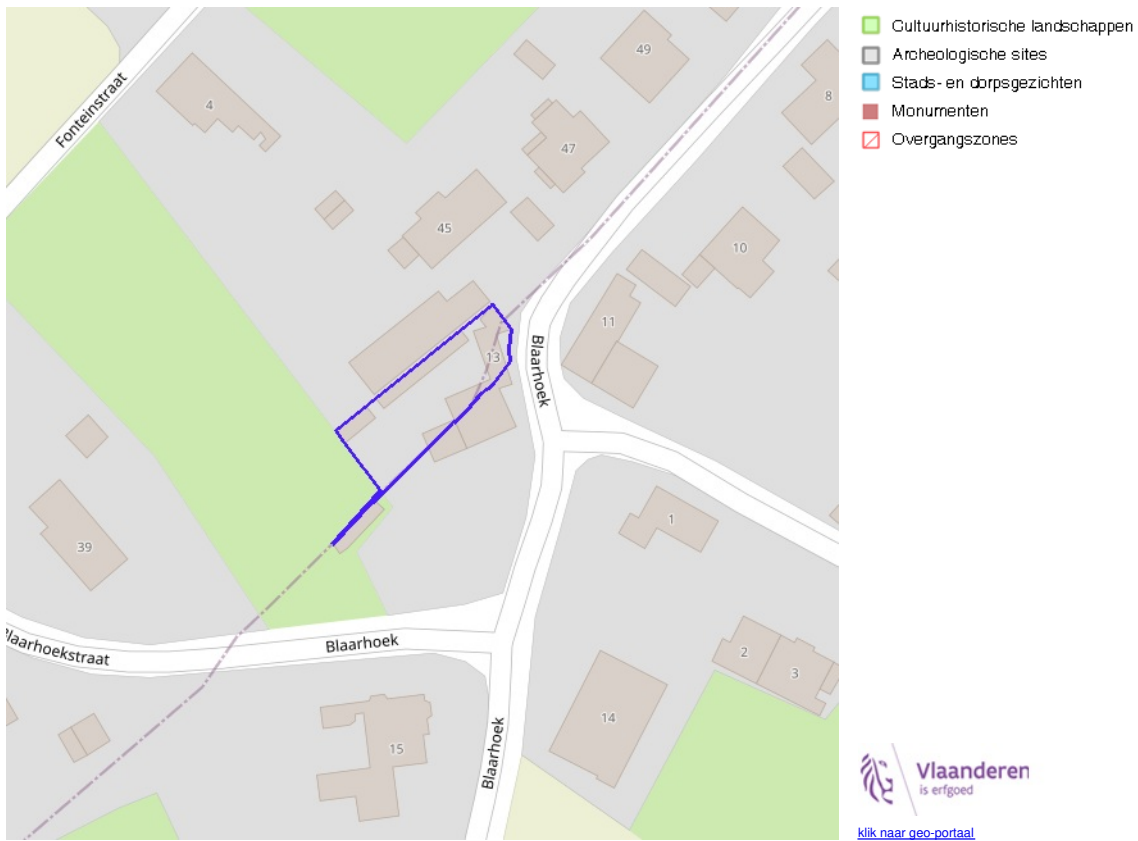 Fonteinstraat
4
49
8
47
45
10
11
13
Blaarhoek
1
39
Blaarhoekstraat
Blaarhoek
2
3
14
15
Blaarhoek
Cultuurhistorische landschappen
Archeologische sites
Stads- en dorpsgezichten
Monumenten
Overgangszones
Vlaanderen
is erfgoed
klik naar geo-portaal